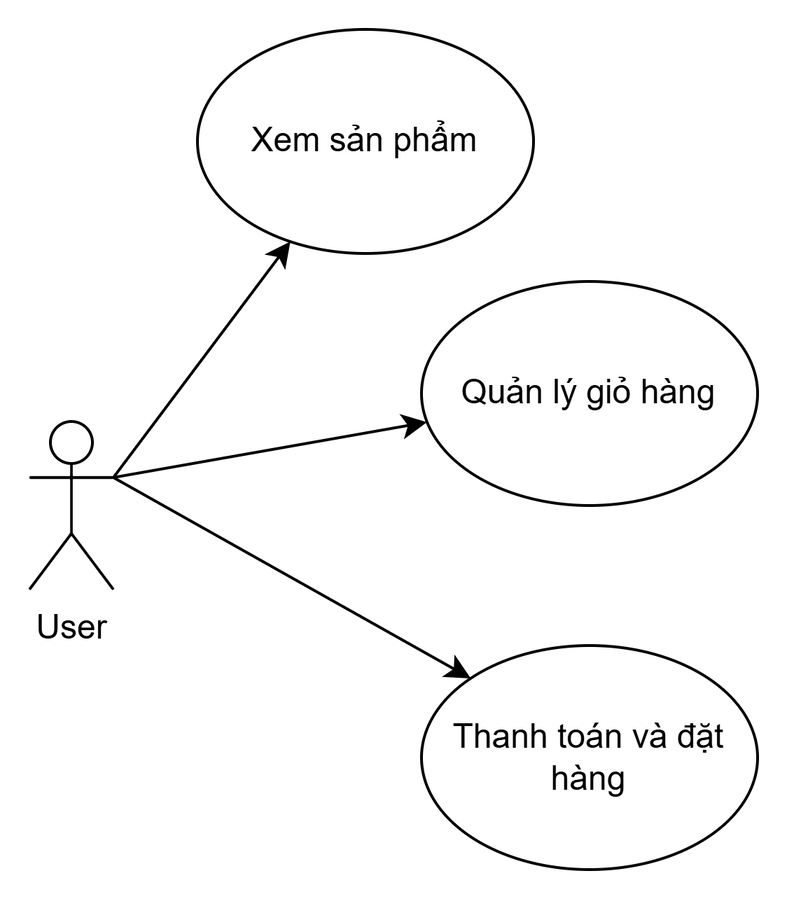 Xem sản phẩm
Quản lý giỏ hàng
User
Thanh toán và đặt
hàng